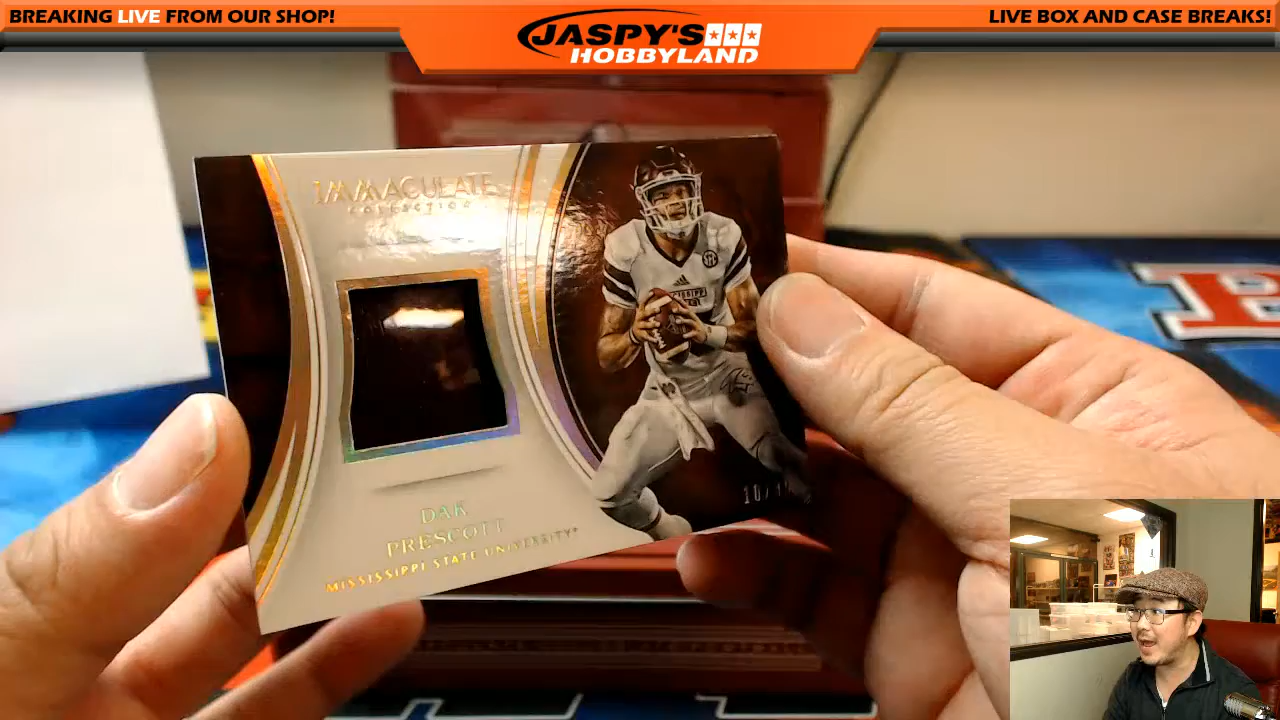 BREAKING LIVE FROM OUR SHOP!
JASPY'S
HOBBYLAND
LIVE BOX AND CASE BREAKS!
IMMACULATE
COLLECTION
DAK
PRESCOTT
MISSISSIPPI STATE UNIVERSITY